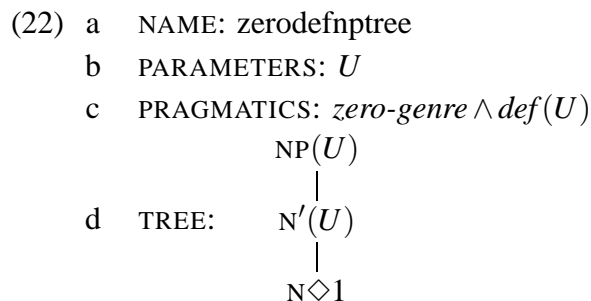 (22) a NAME: zerodefnptree
b PARAMETERS: U
c PRAGMATICS: zero-genre ∧ def(U)
NP(U)
d TREE: N′(U)
N◇1